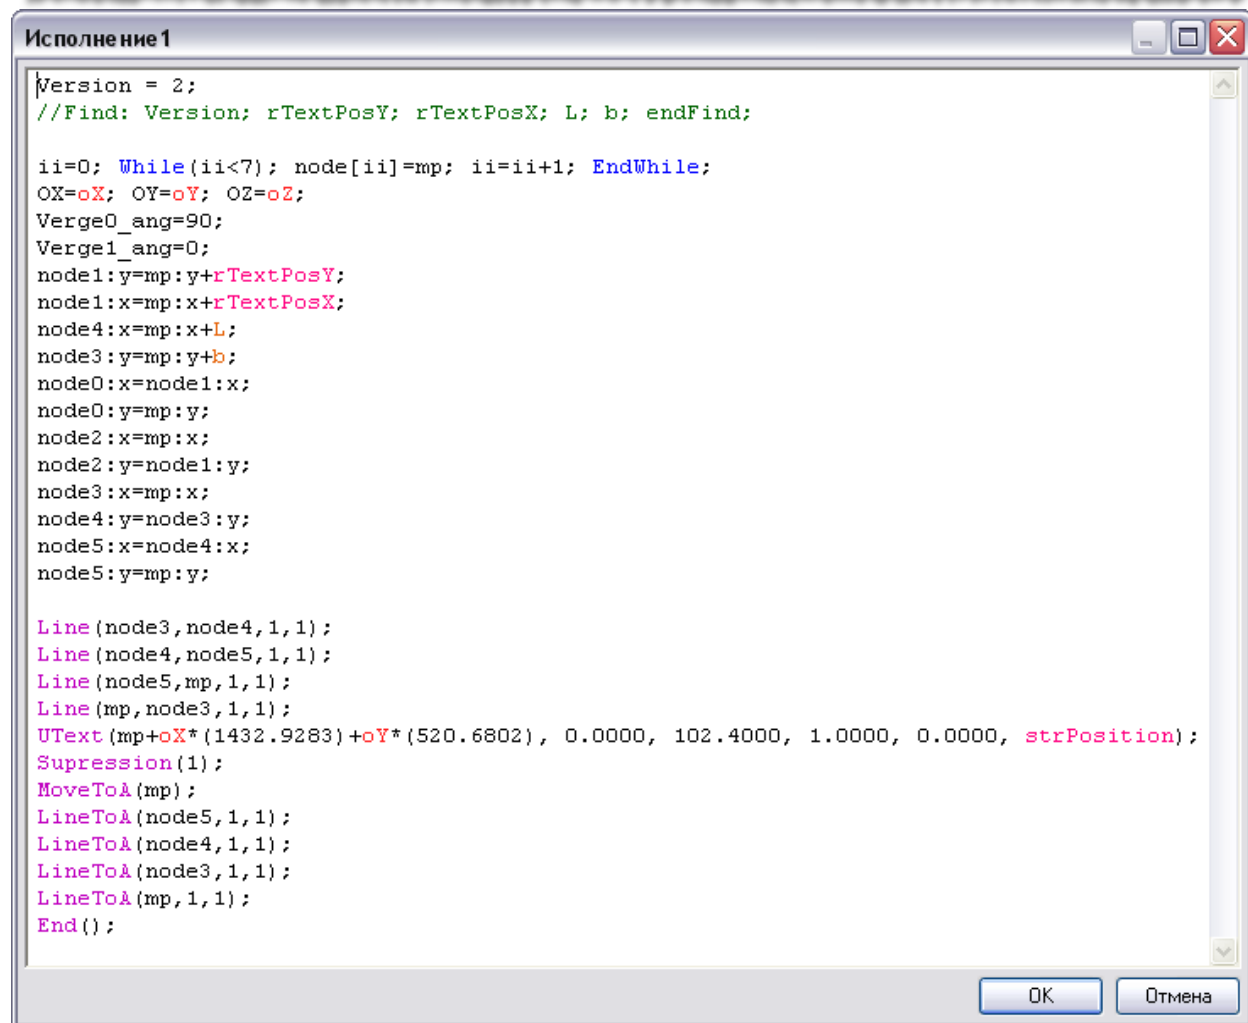 Исполнение1
Version = 2;
//Find: Version; rTextPosY; rTextPosX; L; b; endFind;
ii=0; While(ii<7); node[ii]=mp; ii=ii+1; EndWhile;
OX=oX; OY=oY; OZ=oZ;
Verge0_ang=90;
Verge1_ang=0;
node1:y=mp:y+rTextPosY;
node1:x=mp:x+rTextPosX;
node4:x=mp:x+L;
node3:y=mp:y+b;
node0:x=node1:x;
node0:y=mp:y;
node2:x=mp:x;
node2:y=node1:y;
node3:x=mp:x;
node4:y=node3:y;
node5:x=node4:x;
node5:y=mp:y;
Line(node3,node4,1,1);
Line(node4,node5,1,1);
Line(node5,mp,1,1);
Line(mp,node3,1,1);
UText(mp+oX*(1432.9283)+oY*(520.6802), 0.0000, 102.4000, 1.0000, 0.0000, strPosition);
Supression(1);
MoveToA(mp);
LineToA(node5,1,1);
LineToA(node4,1,1);
LineToA(node3,1,1);
LineToA(mp,1,1);
End();
OK Отмена